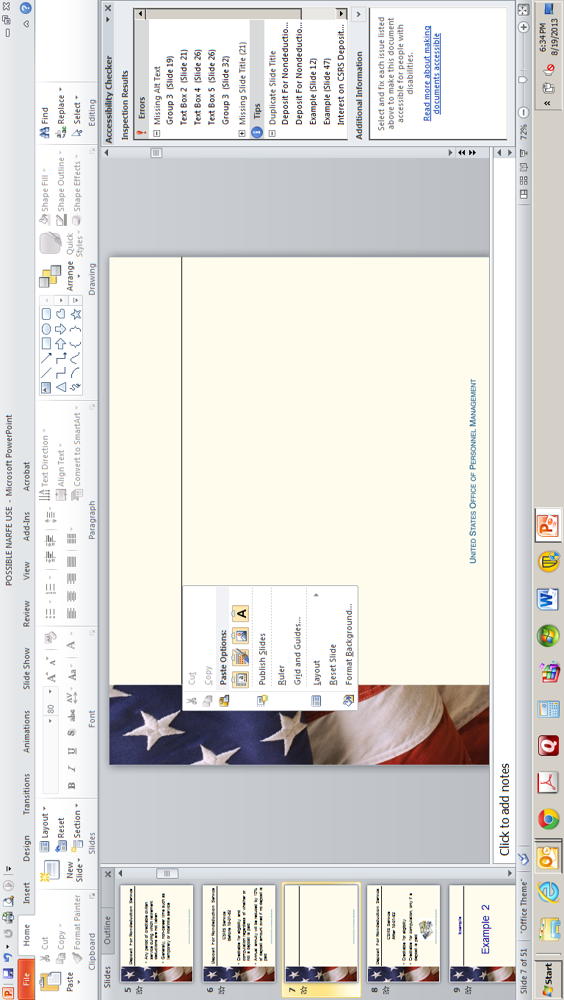 POSSIBLE NARFE USE - Microsoft PowerPoint
File
Home
Insert
Design
Transitions
Animations
Slide Show
Review
View
Add-Ins
Acrobat
Paste
Cut
Copy
Format Painter
Clipboard
New
Slide
Layout
Reset
Section
Slides
80
B I U S abc AV Aa A
Font
Paragraph
Text Direction
Align Text
Convert to SmartArt
Arrange
Quick
Styles
Shape Fill
Shape Outline
Shape Effects
Drawing
Find
Replace
Select
Editing
Slides
Outline
5
Deposit For Nondeduction Service
6
Deposit For Nondeduction Service
CSRS Service
Before 10-01-82
7
8
Deposit For Nondeduction Service
CSRS Service
After 10-01-82
9
Example
Example 2
Cut
Copy
Paste Options:
Publish Slides
Ruler
Grid and Guides...
Layout
Reset Slide
Format Background...
UNITED STATES OFFICE OF PERSONNEL MANAGEMENT
Click to add notes
Accessibility Checker
Inspection Results
Errors
Missing Alt Text
Group 3 (Slide 19)
Text Box 2 (Slide 21)
Text Box 4 (Slide 26)
Text Box 5 (Slide 26)
Group 3 (Slide 32)
Missing Slide Title (21)
Tips
Duplicate Slide Title
Deposit For Nondeductio...
Deposit For Nondeductio...
Example (Slide 12)
Example (Slide 47)
Interest on CSRS Deposit...
Additional Information
Select and fix each issue listed
above to make this document
accessible for people with
disabilities.
Read more about making
documents accessible
Slide 7 of 51
"Office Theme"
72%
Start
6:34 PM
8/19/2013